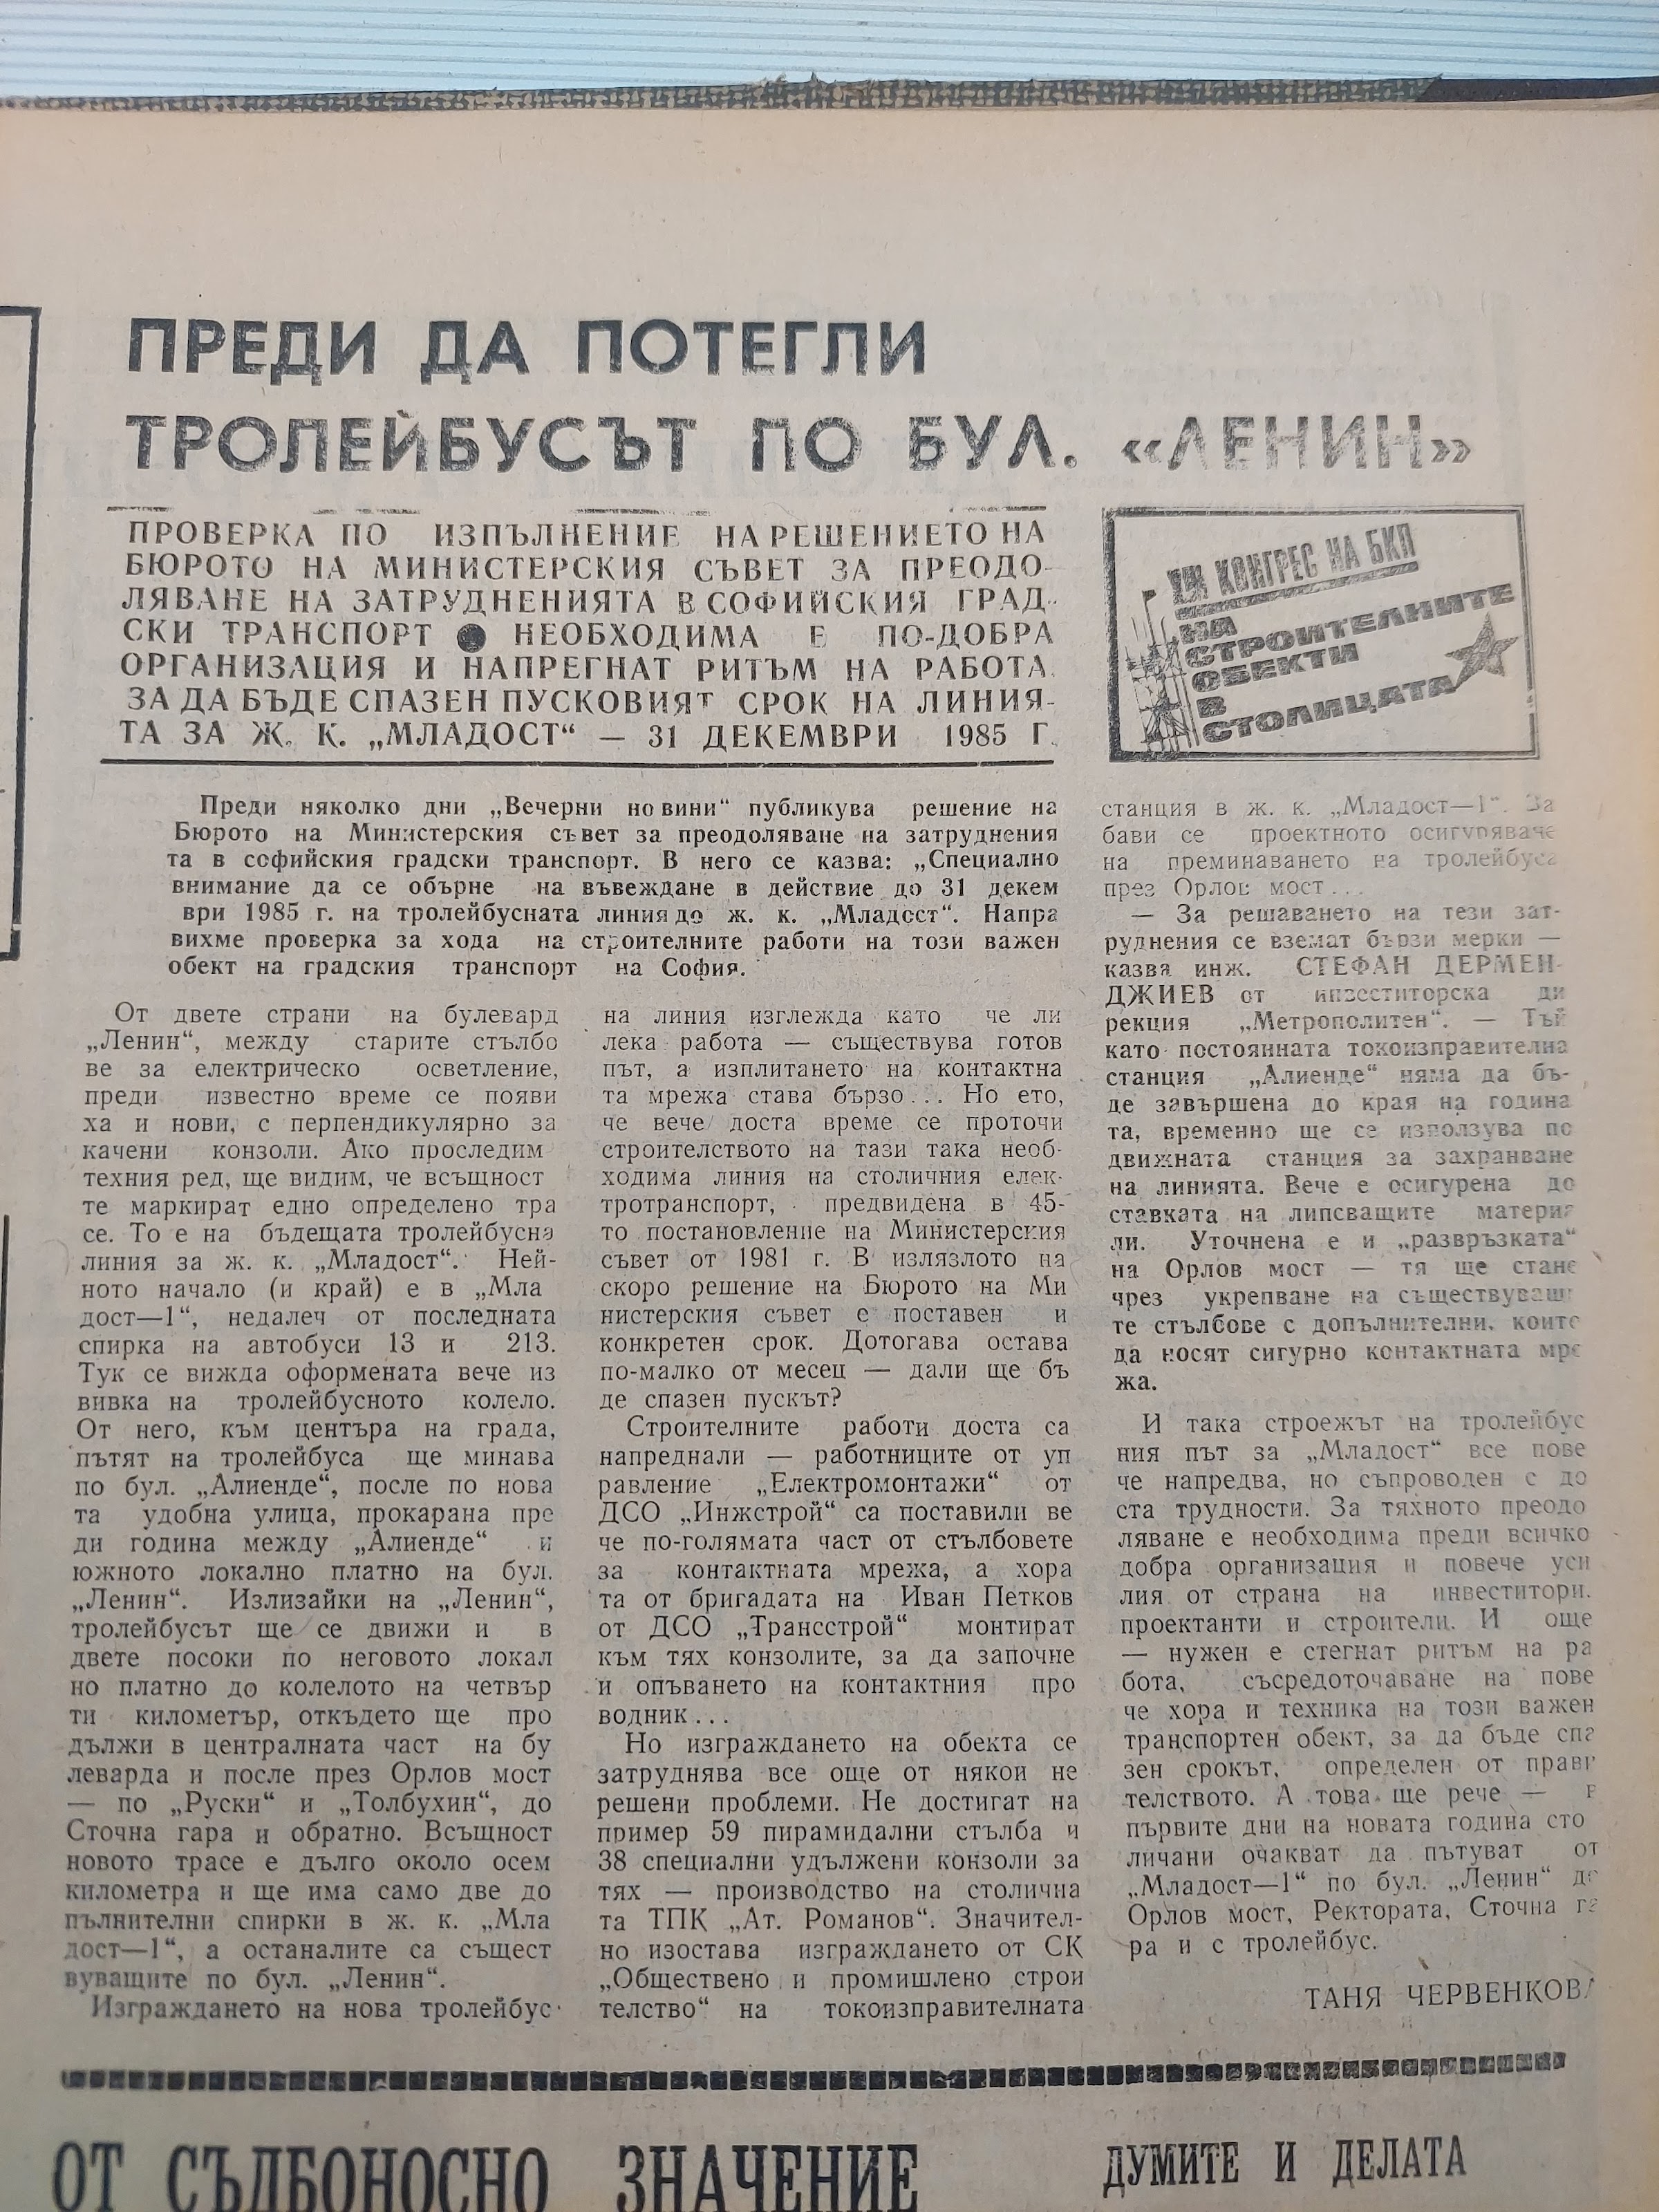 ПРЕДИ ДА ПОТЕГЛИ
ТРОЛЕЙБУСЪТ ПО БУЛ. «ЛЕНИН»
ПРОВЕРКА ПО ИЗПЪЛНЕНИЕ НА РЕШЕНИЕТО НА
БЮРОТО НА МИНИСТЕРСКИЯ СЪВЕТ ЗА ПРЕОДО-
ЛЯВАНЕ НА ЗАТРУДНЕНИЯТА В СОФИЙСКИЯ ГРАД-
СКИ ТРАНСПОРТ ● НЕОБХОДИМА Е ПО-ДОБРА
ОРГАНИЗАЦИЯ И НАПРЕГНАТ РИТЪМ НА РАБОТА,
ЗА ДА БЪДЕ СПАЗЕН ПУСКОВИЯТ СРОК НА ЛИНИЯ-
ТА ЗА Ж. К. „МЛАДОСТ“ — 31 ДЕКЕМВРИ 1985 Г.
КОНГРЕС НА БКП
НА
СТРОИТЕЛНИТЕ
ОБЕКТИ
В
СТОЛИЦАТА
Преди няколко дни „Вечерни новини“ публикува решение на
Бюрото на Министерския съвет за преодоляване на затруднения
та в софийския градски транспорт. В него се казва: „Специално
внимание да се обърне на въвеждане в действие до 31 декем
ври 1985 г. на тролейбусната линия до ж. к. „Младост“. Напра
вихме проверка за хода на строителните работи на този важен
обект на градския транспорт на София.
От двете страни на булевард
„Ленин“, между старите стълбо
ве за електрическо осветление,
преди известно време се появи
ха и нови, с перпендикулярно за
качени конзоли. Ако проследим
техния ред, ще видим, че всъщност
те маркират едно определено тра
се. То е на бъдещата тролейбусна
линия за ж. к. „Младост“. Ней-
ното начало (и край) е в „Мла
дост—1“, недалеч от последната
спирка на автобуси 13 и 213.
Тук се вижда оформената вече из
вивка на тролейбусното колело.
От него, към центъра на града,
пътят на тролейбуса ще минава
по бул. „Алиенде“, после по нова
та удобна улица, прокарана пре
ди година между „Алиенде“ и
южното локално платно на бул.
„Ленин“. Излизайки на „Ленин“,
тролейбусът ще се движи и в
двете посоки по неговото локал
но платно до колелото на четвър
ти километър, откъдето ще про
дължи в централната част на бу
леварда и после през Орлов мост
— по „Руски“ и „Толбухин“, до
Сточна гара и обратно. Всъщност
новото трасе е дълго около осем
километра и ще има само две до
пълнителни спирки в ж. к. „Мла
дост—1“, а останалите са същест
вуващите по бул. „Ленин“.
Изграждането на нова тролейбус-
на линия изглежда като че ли
лека работа — съществува готов
път, а изплитането на контактна
та мрежа става бързо... Но ето,
че вече доста време се проточи
строителството на тази така необ-
ходима линия на столичния елек-
тротранспорт, предвидена в 45-
то постановление на Министерския
съвет от 1981 г. В излязлото на
скоро решение на Бюрото на Ми
нистерския съвет е поставен и
конкретен срок. Дотогава остава
по-малко от месец — дали ще бъ
де спазен пускът?
Строителните работи доста са
напреднали — работниците от уп
равление „Електромонтажи“ от
ДСО „Инжстрой“ са поставили ве
че по-голямата част от стълбовете
за контактната мрежа, а хора
та от бригадата на Иван Петков
от ДСО „Трансстрой“ монтират
към тях конзолите, за да започне
и опъването на контактния про
водник...
Но изграждането на обекта се
затруднява все още от някои не
решени проблеми. Не достигат на
пример 59 пирамидални стълба и
38 специални удължени конзоли за
тях — производство на столична
та ТПК „Ат. Романов“. Значител-
но изостава изграждането от СК
„Обществено и промишлено строи
телство“ на токоизправителната
станция в ж. к. „Младост—1“. За
бави се проектното осигуряване
на преминаването на тролейбуса
през Орлов мост...
— За решаването на тези зат-
руднения се вземат бързи мерки —
казва инж. СТЕФАН ДЕРМЕН-
ДЖИЕВ от инвеститорска ди
рекция „Метрополитен“. — Тъй
като постоянната токоизправителна
станция „Алиенде“ няма да бъ-
де завършена до края на година
та, временно ще се използува по
движната станция за захранване
на линията. Вече е осигурена до
ставката на липсващите материа
ли. Уточнена е и „развръзката“
на Орлов мост — тя ще стане
чрез укрепване на съществуващи
те стълбове с допълнителни, които
да носят сигурно контактната мре
жа.
И така строежът на тролейбус
ния път за „Младост“ все пове
че напредва, но съпроводен с до
ста трудности. За тяхното преодо
ляване е необходима преди всичко
добра организация и повече уси
лия от страна на инвеститори,
проектанти и строители. И още
— нужен е стегнат ритъм на ра
бота, съсредоточаване на пове
че хора и техника на този важен
транспортен обект, за да бъде спа
зен срокът, определен от прави
телството. А това ще рече — в
първите дни на новата година сто
личани очакват да пътуват от
„Младост—1“ по бул. „Ленин“ до
Орлов мост, Ректората, Сточна га
ра и с тролейбус.
ТАНЯ ЧЕРВЕНКОВА
ОТ СЪДБОНОСНО ЗНАЧЕНИЕ
ДУМИТЕ И ДЕЛАТА